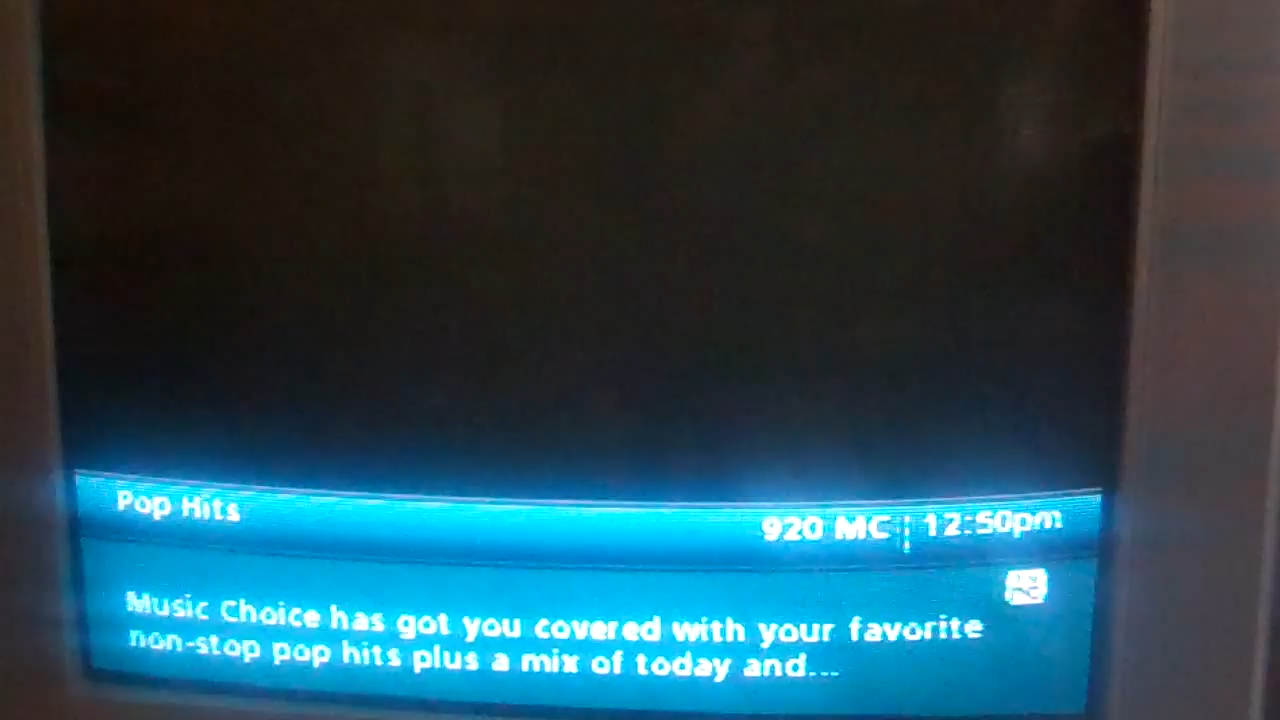 Pop Hits
920 MC | 12:50pm
Music Choice has got you covered with your favorite
non-stop pop hits plus a mix of today and...